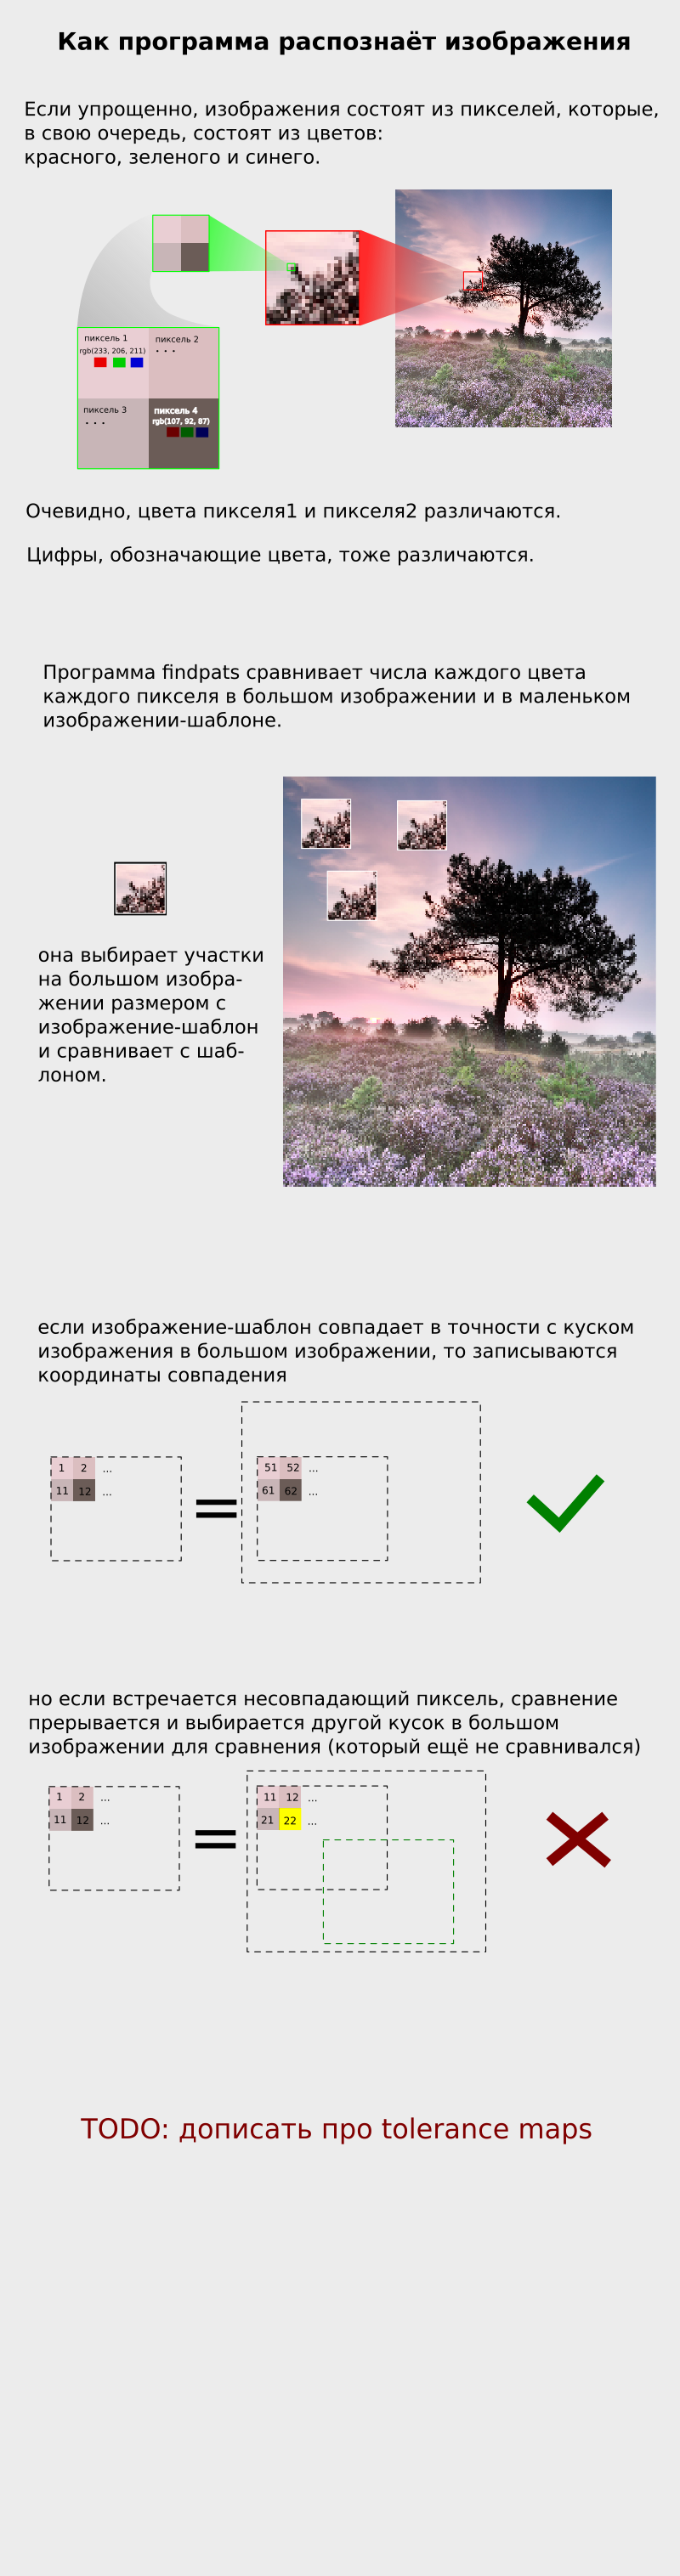 Как программа распознаёт изображения
Если упрощенно, изображения состоят из пикселей, которые,
в свою очередь, состоят из цветов:
красного, зеленого и синего.
пиксель 1
rgb(233, 206, 211)
пиксель 2
. . .
пиксель 3
. . .
пиксель 4
rgb(107, 92, 87)
Очевидно, цвета пикселя1 и пикселя2 различаются.
Цифры, обозначающие цвета, тоже различаются.
Программа findpats сравнивает числа каждого цвета
каждого пикселя в большом изображении и в маленьком
изображении-шаблоне.
она выбирает участки
на большом изобра-
жении размером с
изображение-шаблон
и сравнивает с шаб-
лоном.
если изображение-шаблон совпадает в точности с куском
изображения в большом изображении, то записываются
координаты совпадения
1 2 ...
11 12 ...
51 52 ...
61 62 ...
но если встречается несовпадающий пиксель, сравнение
прерывается и выбирается другой кусок в большом
изображении для сравнения (который ещё не сравнивался)
1 2 ...
11 12 ...
11 12 ...
21 22 ...
TODO: дописать про tolerance maps